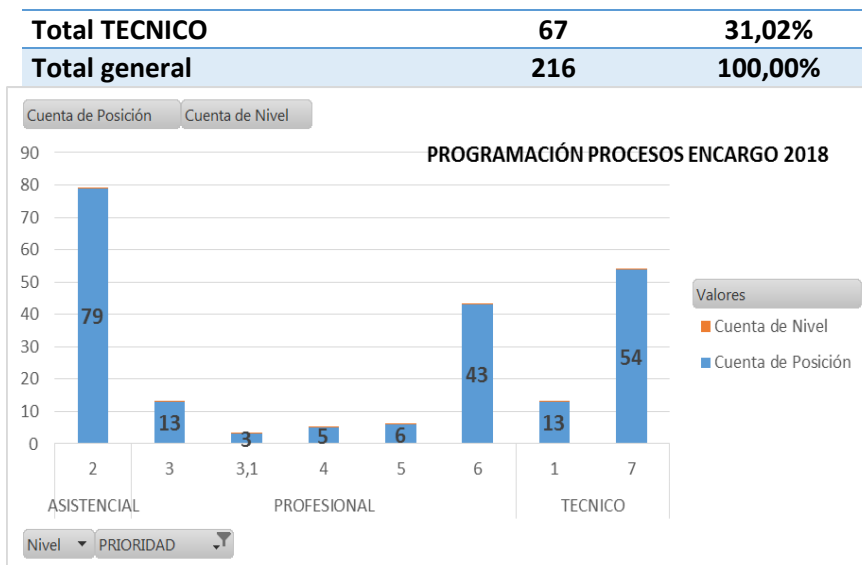 Total TECNICO 67 31,02%
Total general 216 100,00%
Cuenta de Posición Cuenta de Nivel
PROGRAMACIÓN PROCESOS ENCARGO 2018
90
80
70
60
50
40
30
20
10
0
79
13
3
5
6
43
13
54
2 3 3,1 4 5 6 1 7
ASISTENCIAL PROFESIONAL TECNICO
Valores
Cuenta de Nivel
Cuenta de Posición
Nivel PRIORIDAD